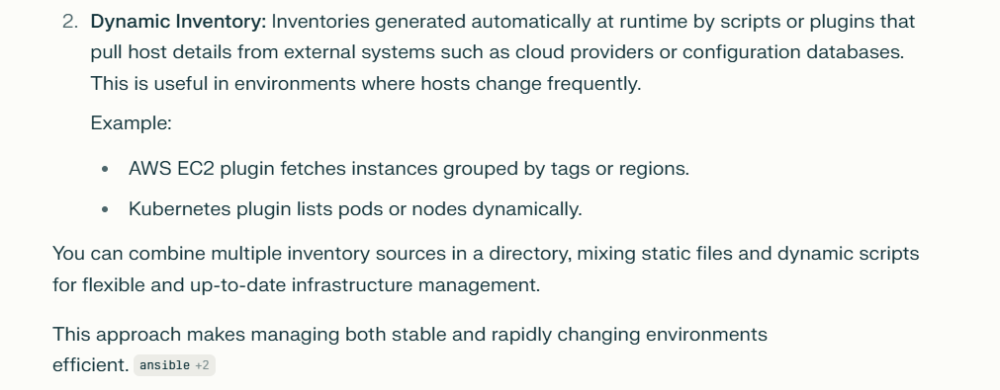 2. Dynamic Inventory: Inventories generated automatically at runtime by scripts or plugins that
pull host details from external systems such as cloud providers or configuration databases.
This is useful in environments where hosts change frequently.
Example:
• AWS EC2 plugin fetches instances grouped by tags or regions.
• Kubernetes plugin lists pods or nodes dynamically.
You can combine multiple inventory sources in a directory, mixing static files and dynamic scripts
for flexible and up-to-date infrastructure management.
This approach makes managing both stable and rapidly changing environments
efficient. ansible +2